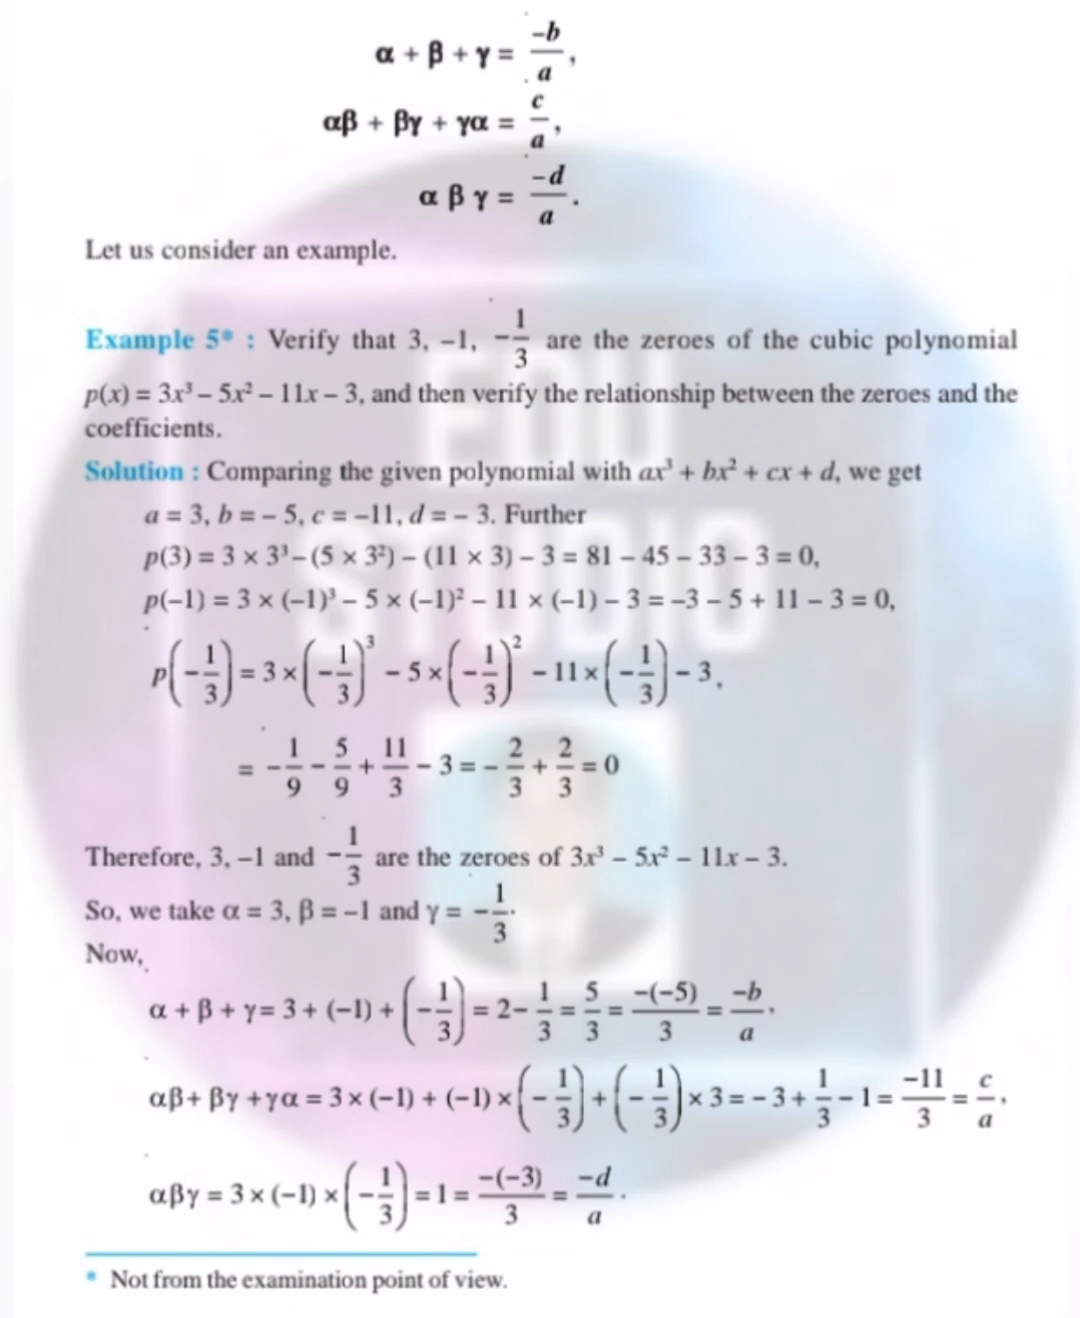 α + β + γ = -b/a,
αβ + βγ + γα = c/a,
α β γ = -d/a.
Let us consider an example.
Example 5* : Verify that 3, –1, -1/3 are the zeroes of the cubic polynomial
p(x) = 3x³ – 5x² – 11x – 3, and then verify the relationship between the zeroes and the
coefficients.
Solution : Comparing the given polynomial with ax³ + bx² + cx + d, we get
a = 3, b = – 5, c = –11, d = – 3. Further
p(3) = 3 × 3³ – (5 × 3²) – (11 × 3) – 3 = 81 – 45 – 33 – 3 = 0,
p(–1) = 3 × (–1)³ – 5 × (–1)² – 11 × (–1) – 3 = –3 – 5 + 11 – 3 = 0,
p(-1/3) = 3 × (-1/3)³ - 5 × (-1/3)² - 11 × (-1/3) - 3,
= -1/9 - 5/9 + 11/3 - 3 = - 2/3 + 2/3 = 0
Therefore, 3, –1 and -1/3 are the zeroes of 3x³ – 5x² – 11x – 3.
So, we take α = 3, β = –1 and γ = -1/3.
Now,
α + β + γ = 3 + (–1) + (-1/3) = 2 - 1/3 = 5/3 = -(-5)/3 = -b/a,
αβ + βγ + γα = 3 × (–1) + (–1) × (-1/3) + (-1/3) × 3 = – 3 + 1/3 – 1 = -11/3 = c/a,
αβγ = 3 × (–1) × (-1/3) = 1 = -(-3)/3 = -d/a.
* Not from the examination point of view.
EDU
STUDIO